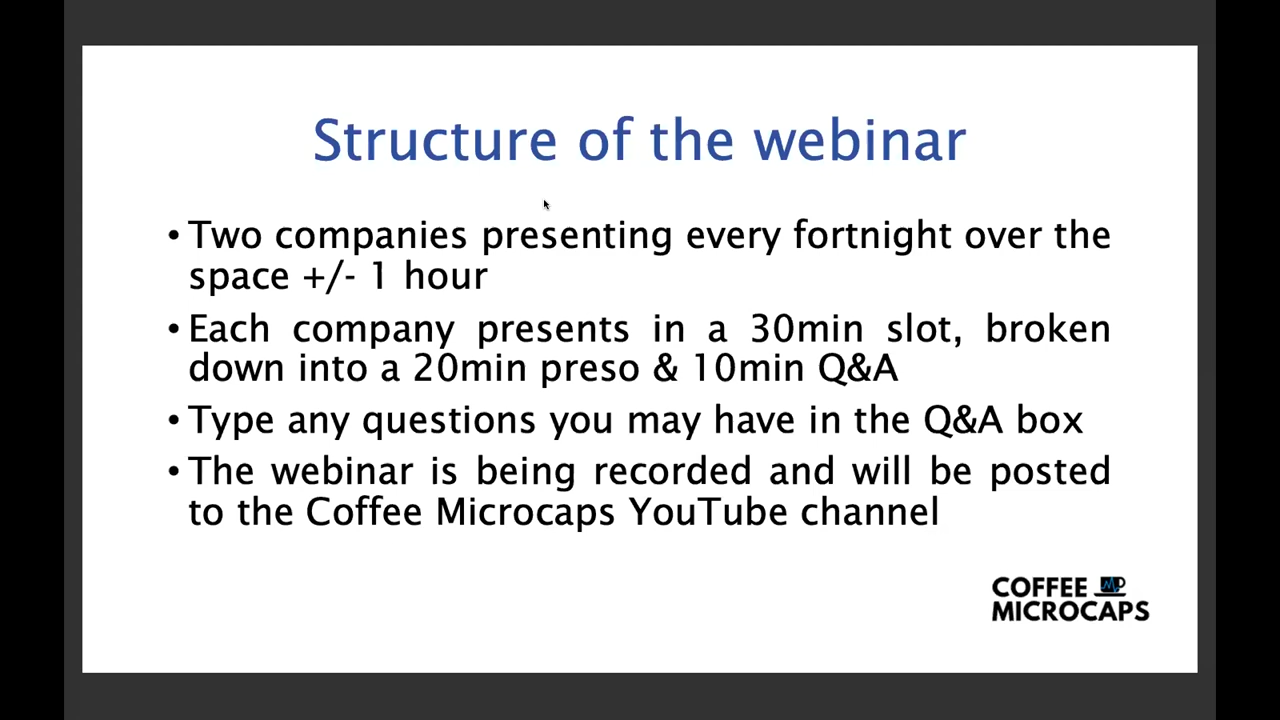 Structure of the webinar
• Two companies presenting every fortnight over the
space +/- 1 hour
• Each company presents in a 30min slot, broken
down into a 20min preso & 10min Q&A
• Type any questions you may have in the Q&A box
• The webinar is being recorded and will be posted
to the Coffee Microcaps YouTube channel
COFFEE
MICROCAPS